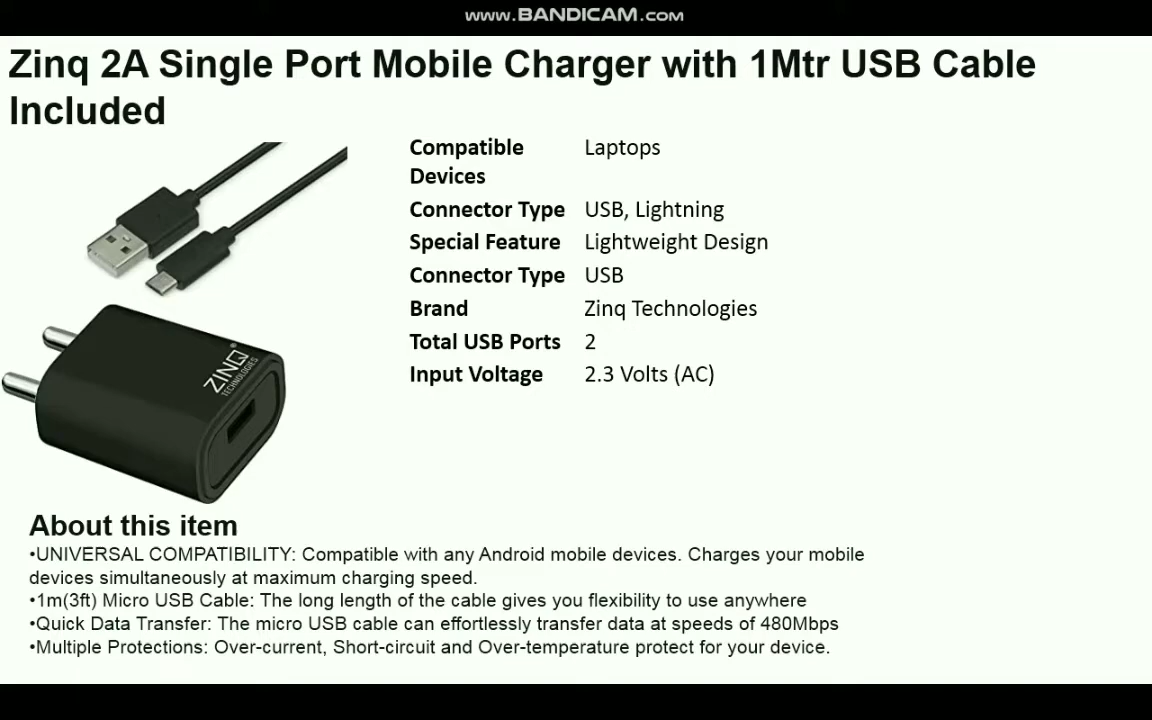 www.BANDICAM.com
Zinq 2A Single Port Mobile Charger with 1Mtr USB Cable
Included
Compatible Devices Laptops
Connector Type USB, Lightning
Special Feature Lightweight Design
Connector Type USB
Brand Zinq Technologies
Total USB Ports 2
Input Voltage 2.3 Volts (AC)
ZINQ®
TECHNOLOGIES
About this item
•UNIVERSAL COMPATIBILITY: Compatible with any Android mobile devices. Charges your mobile
devices simultaneously at maximum charging speed.
•1m(3ft) Micro USB Cable: The long length of the cable gives you flexibility to use anywhere
•Quick Data Transfer: The micro USB cable can effortlessly transfer data at speeds of 480Mbps
•Multiple Protections: Over-current, Short-circuit and Over-temperature protect for your device.